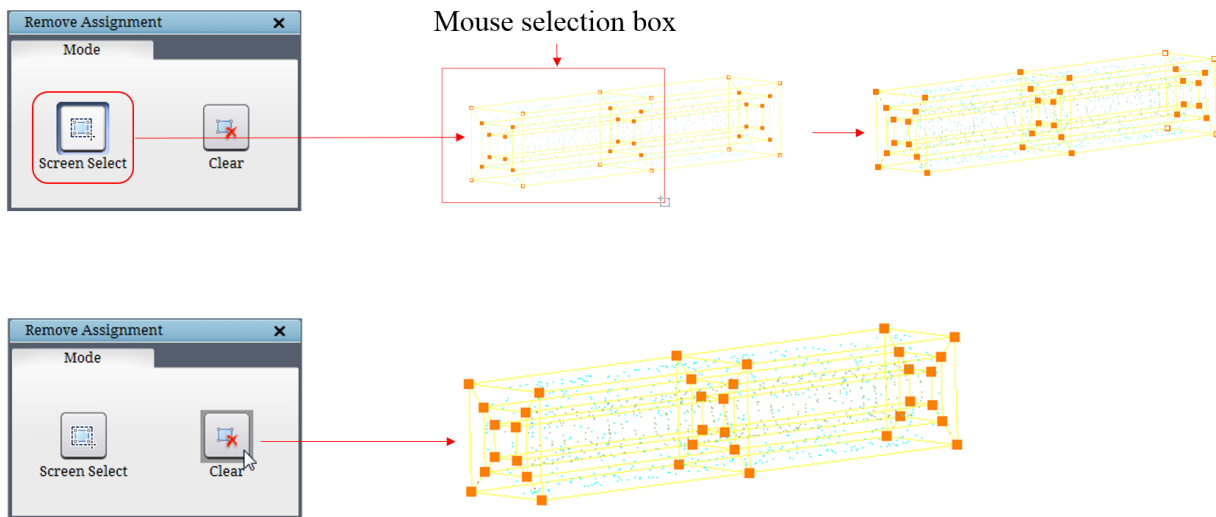 Mouse selection box
Remove Assignment
Mode
Screen Select
Clear
Remove Assignment
Mode
Screen Select
Clear